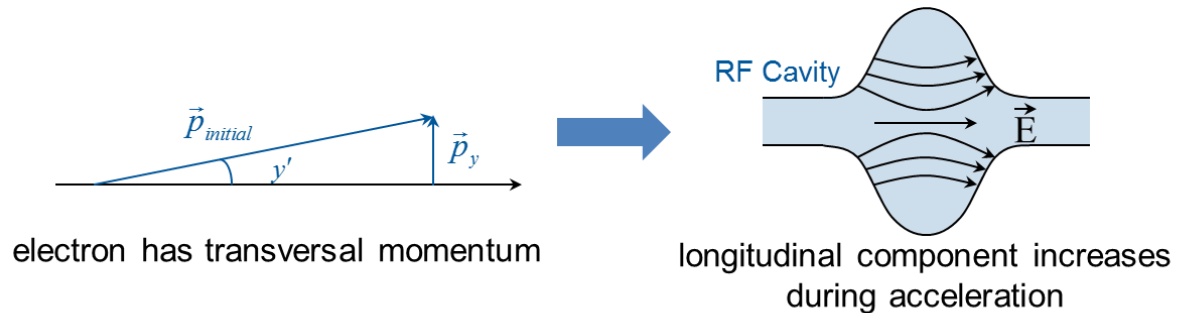 p⃗initial
y′
p⃗y
electron has transversal momentum
RF Cavity
E⃗
longitudinal component increases
during acceleration